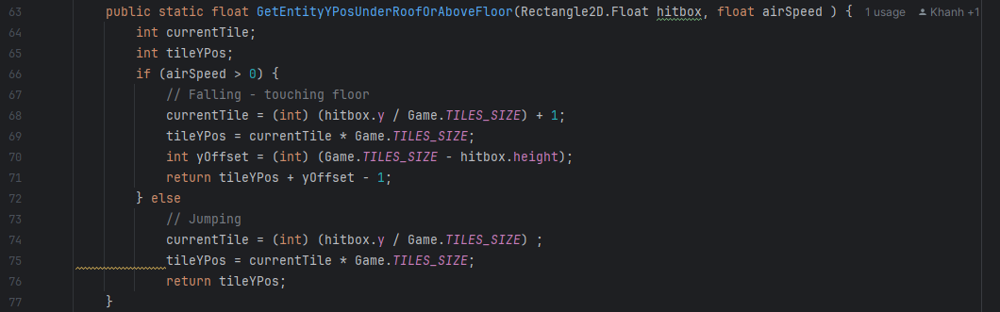 63 public static float GetEntityYPosUnderRoofOrAboveFloor(Rectangle2D.Float hitbox, float airSpeed ) { 1 usage Khanh +1
64 int currentTile;
65 int tileYPos;
66 if (airSpeed > 0) {
67 // Falling - touching floor
68 currentTile = (int) (hitbox.y / Game.TILES_SIZE) + 1;
69 tileYPos = currentTile * Game.TILES_SIZE;
70 int yOffset = (int) (Game.TILES_SIZE - hitbox.height);
71 return tileYPos + yOffset - 1;
72 } else
73 // Jumping
74 currentTile = (int) (hitbox.y / Game.TILES_SIZE) ;
75 tileYPos = currentTile * Game.TILES_SIZE;
76 return tileYPos;
77 }